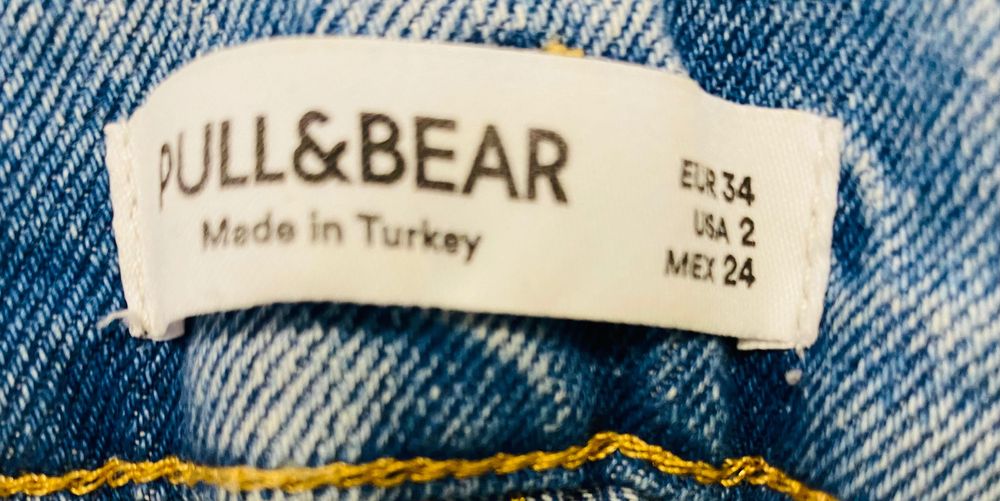 PULL&BEAR
Made in Turkey
EUR 34
USA 2
MEX 24